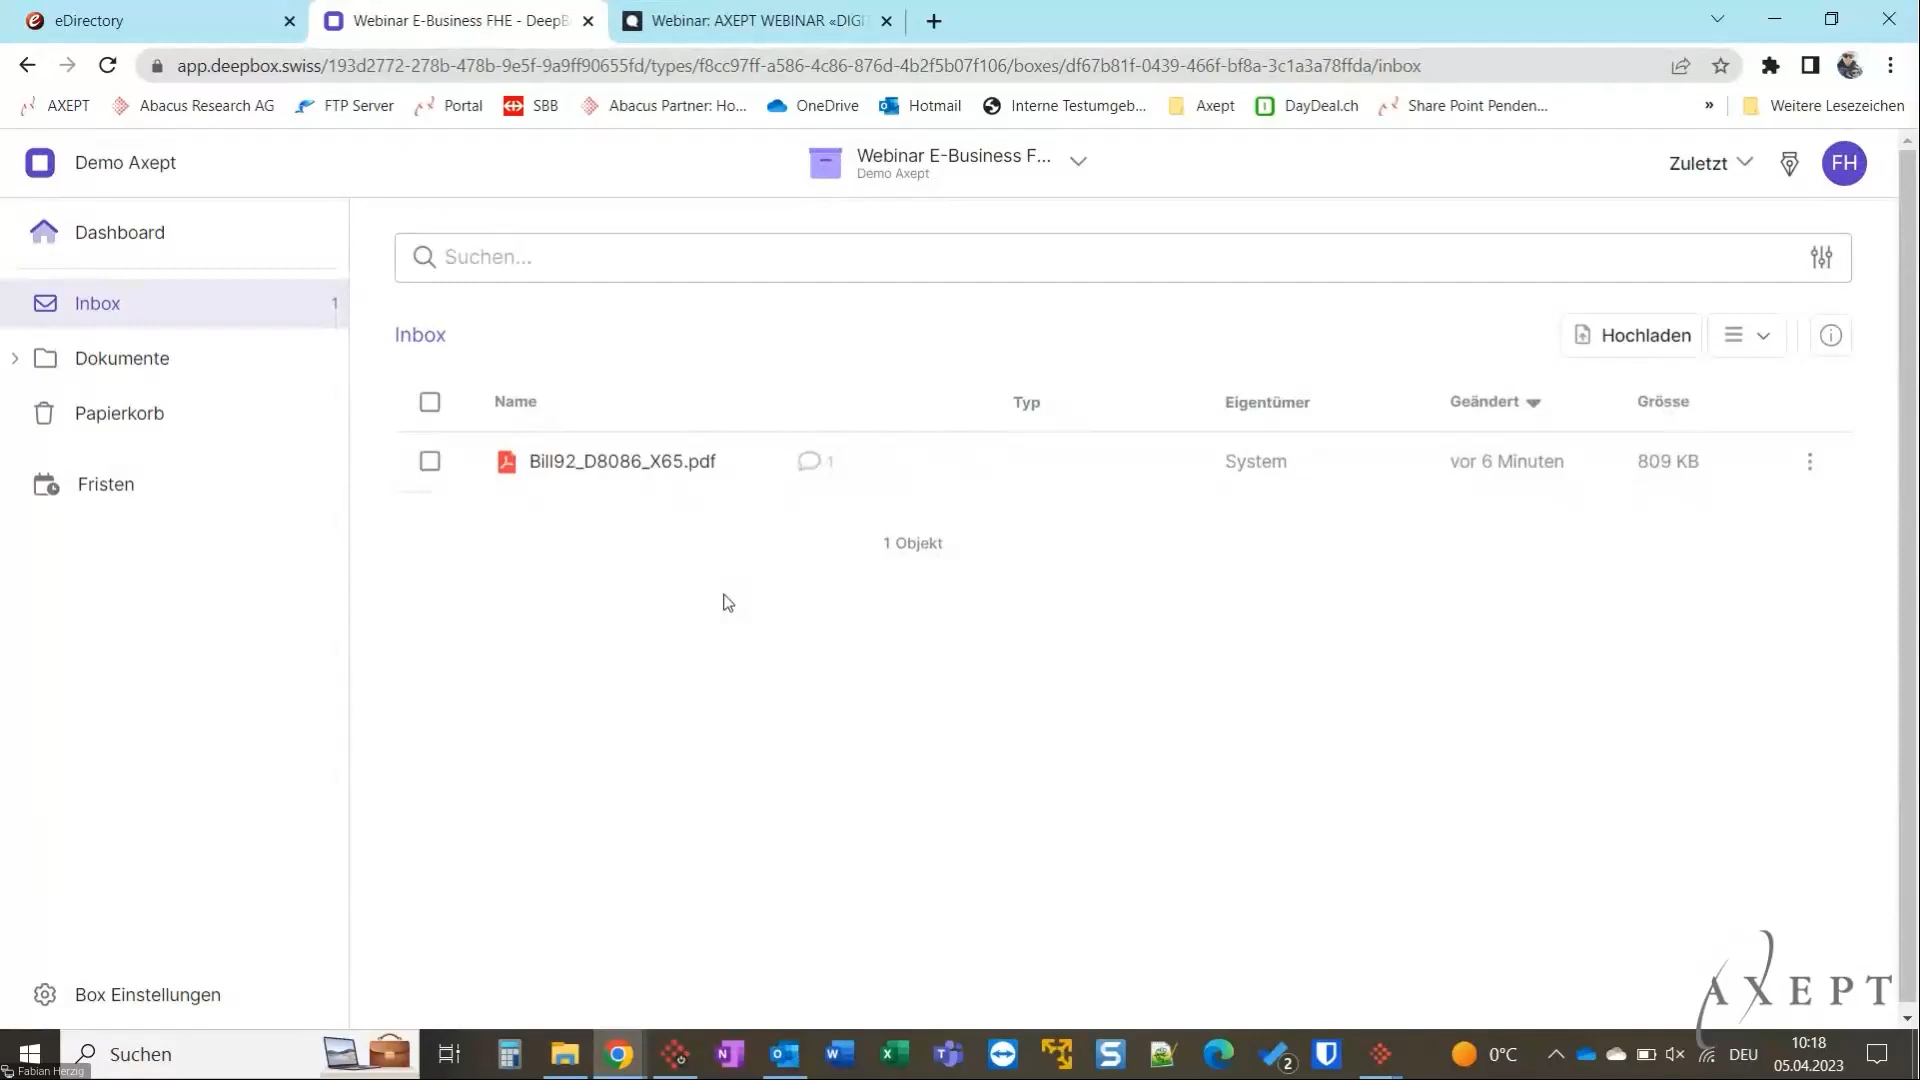 eDirectory
Webinar E-Business FHE - DeepB
Webinar: AXEPT WEBINAR «DIGI
app.deepbox.swiss/193d2772-278b-478b-9e5f-9a9ff90655fd/types/f8cc97ff-a586-4c86-876d-4b2f5b07f106/boxes/df67b81f-0439-466f-bf8a-3c1a3a78ffda/inbox
AXEPT
Abacus Research AG
FTP Server
Portal
SBB
Abacus Partner: Ho...
OneDrive
Hotmail
Interne Testumgeb...
Axept
DayDeal.ch
Share Point Penden...
»
Weitere Lesezeichen
Demo Axept
Webinar E-Business F...
Demo Axept
Zuletzt
FH
Dashboard
Inbox 1
Dokumente
Papierkorb
Fristen
Box Einstellungen
Suchen...
Inbox
Hochladen
Name Typ Eigentümer Geändert Grösse
Bill92_D8086_X65.pdf 1 System vor 6 Minuten 809 KB
1 Objekt
AXEPT
Suchen
2
0°C
DEU
10:18
05.04.2023
Fabian Herzig